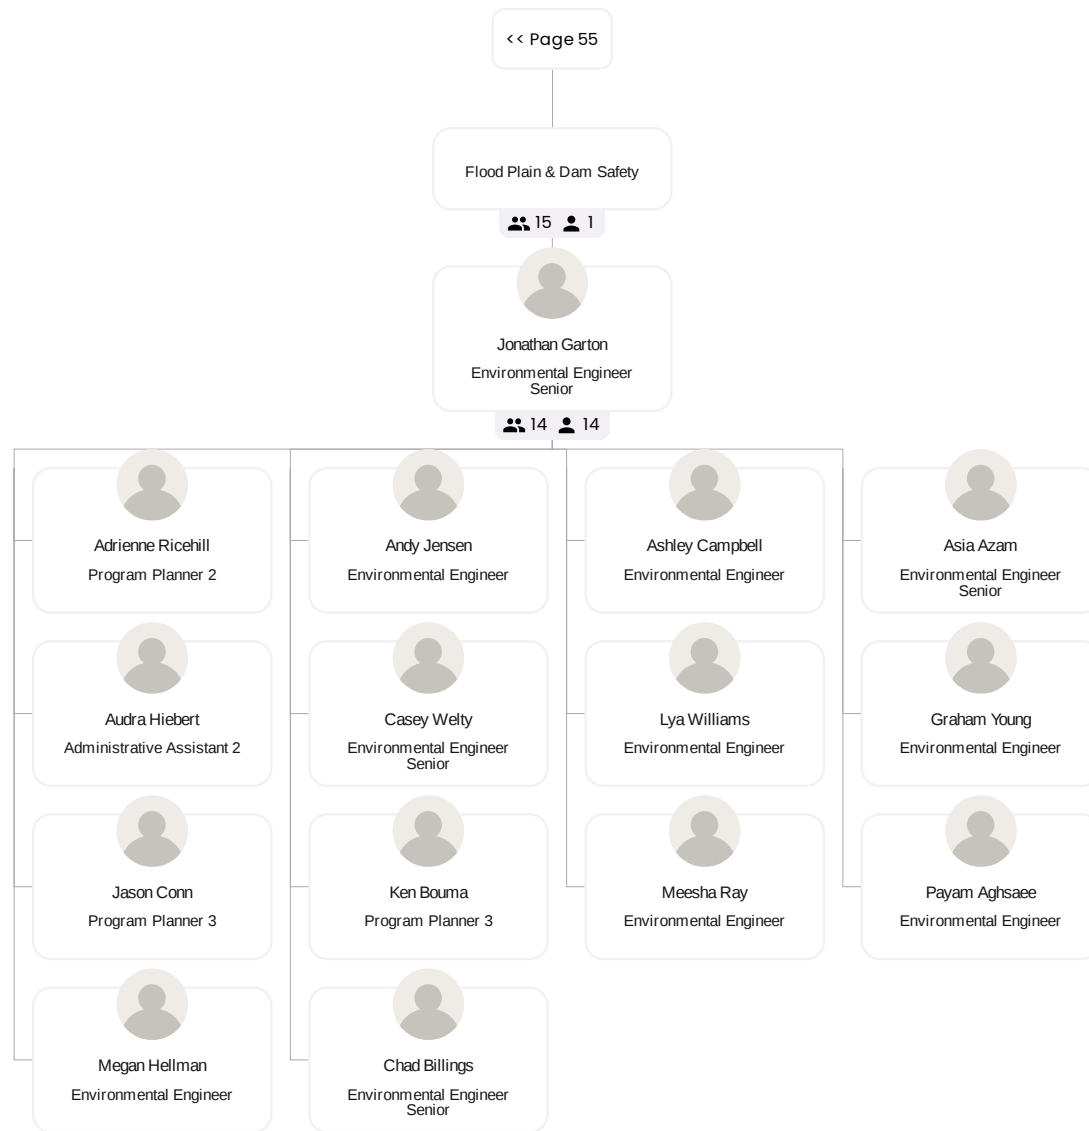 << Page 55
Flood Plain & Dam Safety
15 1
Jonathan Garton
Environmental Engineer
Senior
14 14
Adrienne Ricehill
Program Planner 2
Andy Jensen
Environmental Engineer
Ashley Campbell
Environmental Engineer
Asia Azam
Environmental Engineer
Senior
Audra Hiebert
Administrative Assistant 2
Casey Welty
Environmental Engineer
Senior
Lya Williams
Environmental Engineer
Graham Young
Environmental Engineer
Jason Conn
Program Planner 3
Ken Bouma
Program Planner 3
Meesha Ray
Environmental Engineer
Payam Aghsaee
Environmental Engineer
Megan Hellman
Environmental Engineer
Chad Billings
Environmental Engineer
Senior